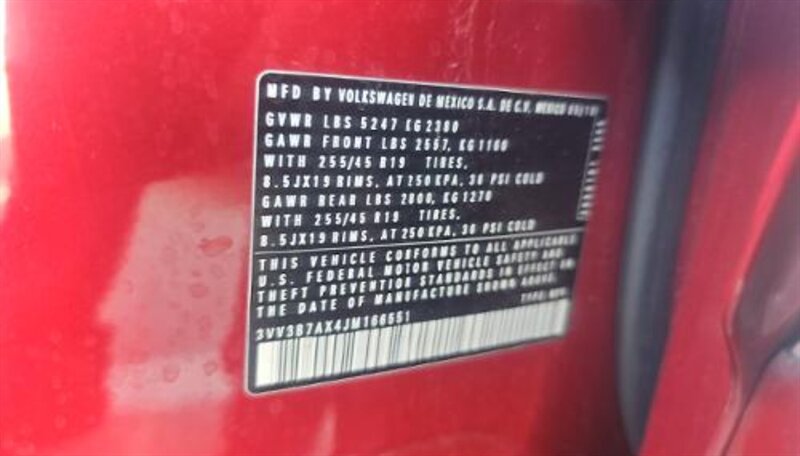 MFD BY VOLKSWAGEN DE MEXICO S.A. DE C.V. MEXICO
GVWR LBS 5247 KG 2380
GAWR FRONT LBS 2557, KG 1160
WITH 255/45 R19 TIRES,
8.5JX19 RIMS, AT 250 KPA, 36 PSI COLD
GAWR REAR LBS 2800, KG 1270
WITH 255/45 R19 TIRES,
8.5JX19 RIMS, AT 250 KPA, 36 PSI COLD
THIS VEHICLE CONFORMS TO ALL APPLICABLE
U.S. FEDERAL MOTOR VEHICLE SAFETY AND
THEFT PREVENTION STANDARDS IN EFFECT ON
THE DATE OF MANUFACTURE SHOWN ABOVE.
3VV3B7AX4JM166551